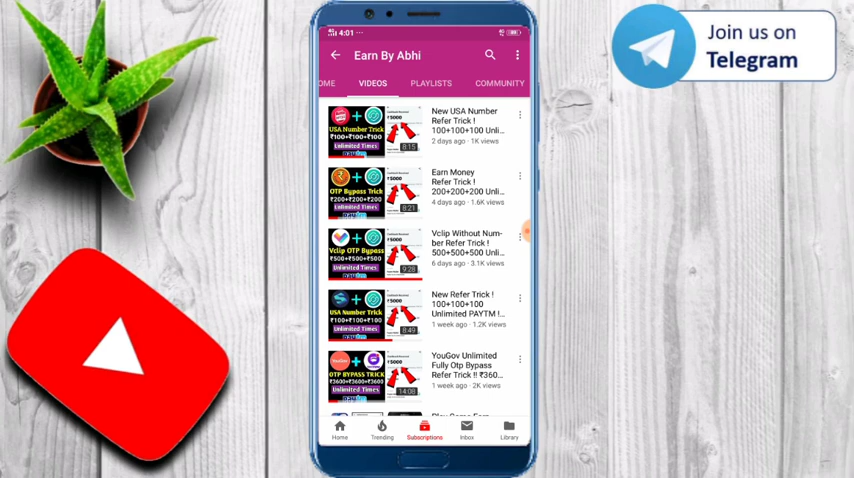 4:01 ...
Earn By Abhi
OME
VIDEOS
PLAYLISTS
COMMUNITY
USA Number Trick
₹100+₹100+₹100
Unlimited Times
₹5000
8:15
New USA Number
Refer Trick !
100+100+100 Unli...
2 days ago · 1K views
OTP Bypass Trick
₹200+₹200+₹200
Unlimited Times
₹5000
8:21
Earn Money
Refer Trick !
200+200+200 Unli...
4 days ago · 1.6K views
Vclip OTP Bypass
₹500+₹500+₹500
Unlimited Times
₹5000
9:28
Vclip Without Num-
ber Refer Trick !
500+500+500 Unli...
6 days ago · 3.1K views
USA Number Trick
₹100+₹100+₹100
Unlimited Times
₹5000
8:49
New Refer Trick !
100+100+100
Unlimited PAYTM !...
1 week ago · 1.2K views
YouGov
OTP BYPASS TRICK
₹3600+₹3600+₹3600
Unlimited Times
₹5000
14:08
YouGov Unlimited
Fully Otp Bypass
Refer Trick !! ₹360...
1 week ago · 2K views
Home
Trending
Subscriptions
Inbox
Library
Join us on
Telegram